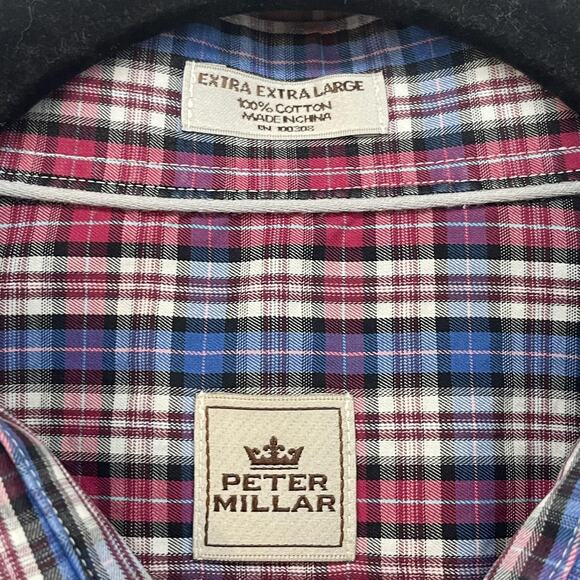 EXTRA EXTRA LARGE
100% COTTON
MADE IN CHINA
RN 100308
PETER
MILLAR